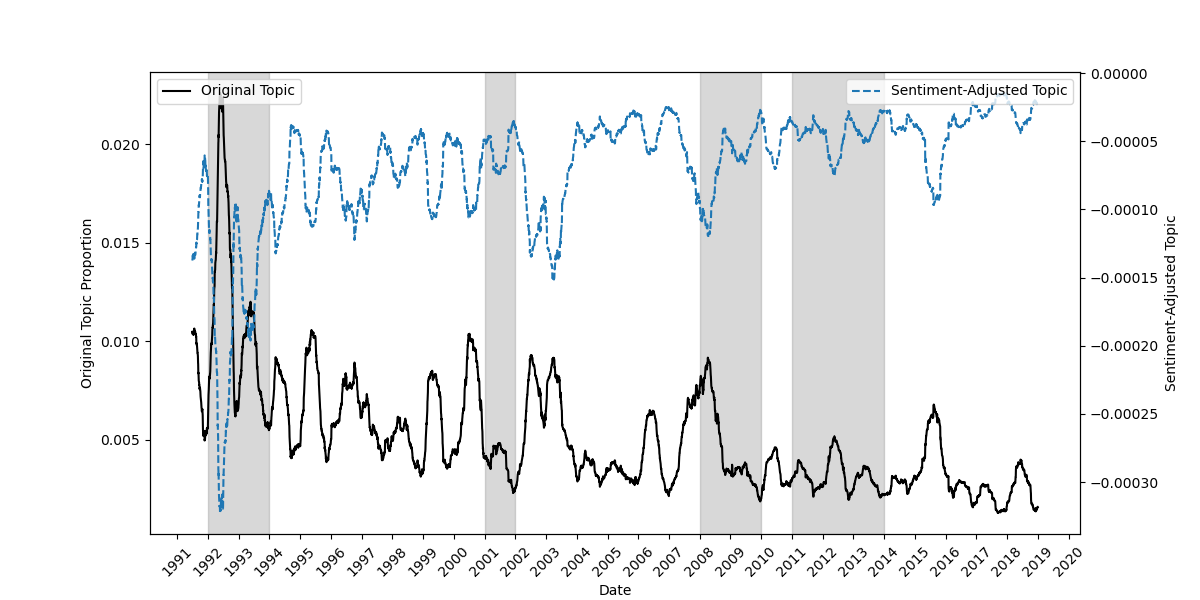 Original Topic
Sentiment-Adjusted Topic
0.020
0.015
0.010
0.005
Original Topic Proportion
0.00000
−0.00005
−0.00010
−0.00015
−0.00020
−0.00025
−0.00030
Sentiment-Adjusted Topic
1991 1992 1993 1994 1995 1996 1997 1998 1999 2000 2001 2002 2003 2004 2005 2006 2007 2008 2009 2010 2011 2012 2013 2014 2015 2016 2017 2018 2019 2020
Date